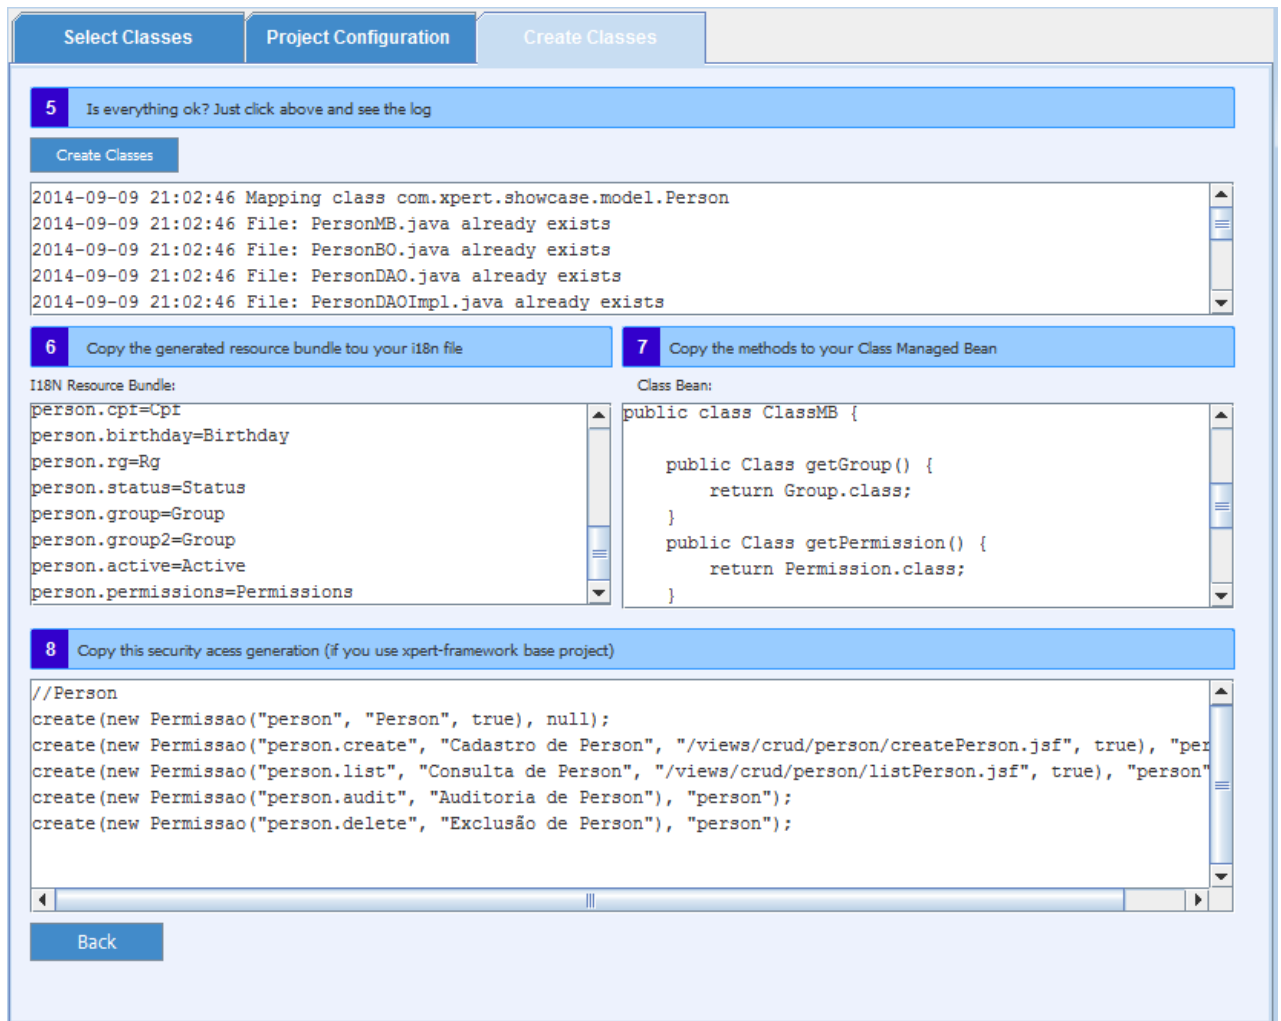 Select Classes
Project Configuration
Create Classes
5 Is everything ok? Just click above and see the log
Create Classes
2014-09-09 21:02:46 Mapping class com.xpert.showcase.model.Person
2014-09-09 21:02:46 File: PersonMB.java already exists
2014-09-09 21:02:46 File: PersonBO.java already exists
2014-09-09 21:02:46 File: PersonDAO.java already exists
2014-09-09 21:02:46 File: PersonDAOImpl.java already exists
6 Copy the generated resource bundle tou your i18n file
I18N Resource Bundle:
person.cpf=Cpf
person.birthday=Birthday
person.rg=Rg
person.status=Status
person.group=Group
person.group2=Group
person.active=Active
person.permissions=Permissions
7 Copy the methods to your Class Managed Bean
Class Bean:
public class ClassMB {
public Class getGroup() {
return Group.class;
}
public Class getPermission() {
return Permission.class;
}
8 Copy this security acess generation (if you use xpert-framework base project)
//Person
create(new Permissao("person", "Person", true), null);
create(new Permissao("person.create", "Cadastro de Person", "/views/crud/person/createPerson.jsf", true), "per
create(new Permissao("person.list", "Consulta de Person", "/views/crud/person/listPerson.jsf", true), "person"
create(new Permissao("person.audit", "Auditoria de Person"), "person");
create(new Permissao("person.delete", "Exclusão de Person"), "person");
Back